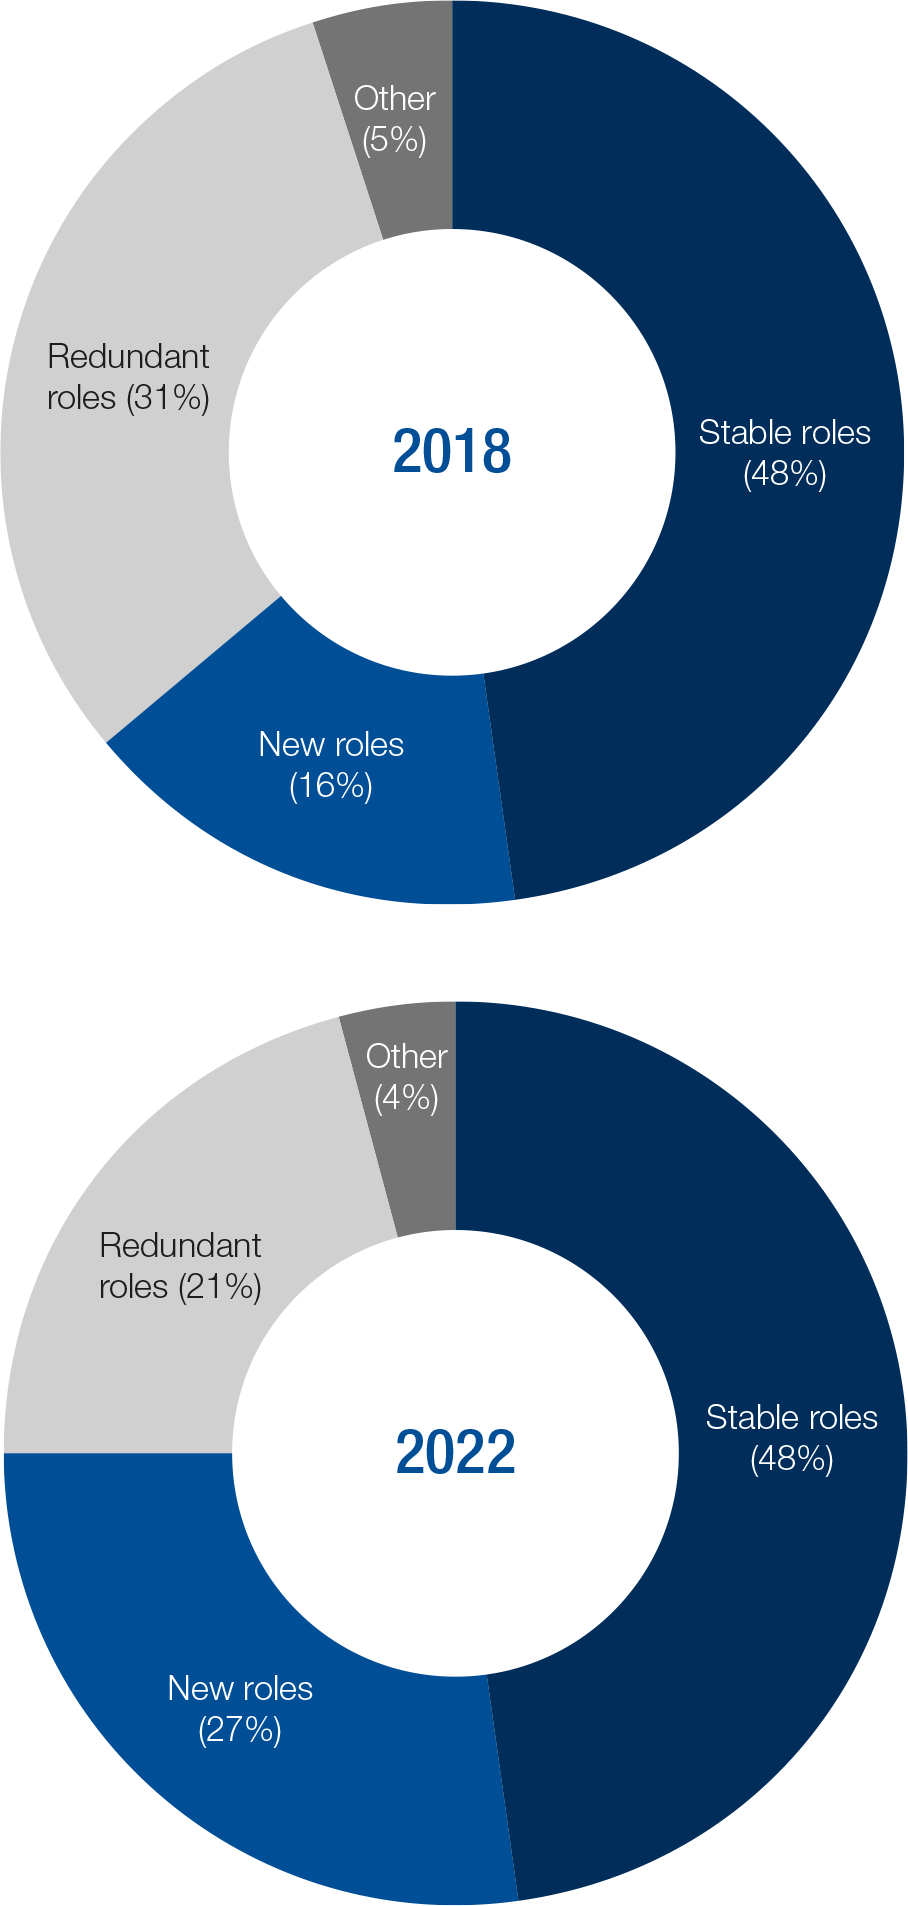 Other
(5%)
Redundant
roles (31%)
2018
Stable roles
(48%)
New roles
(16%)
Other
(4%)
Redundant
roles (21%)
2022
Stable roles
(48%)
New roles
(27%)